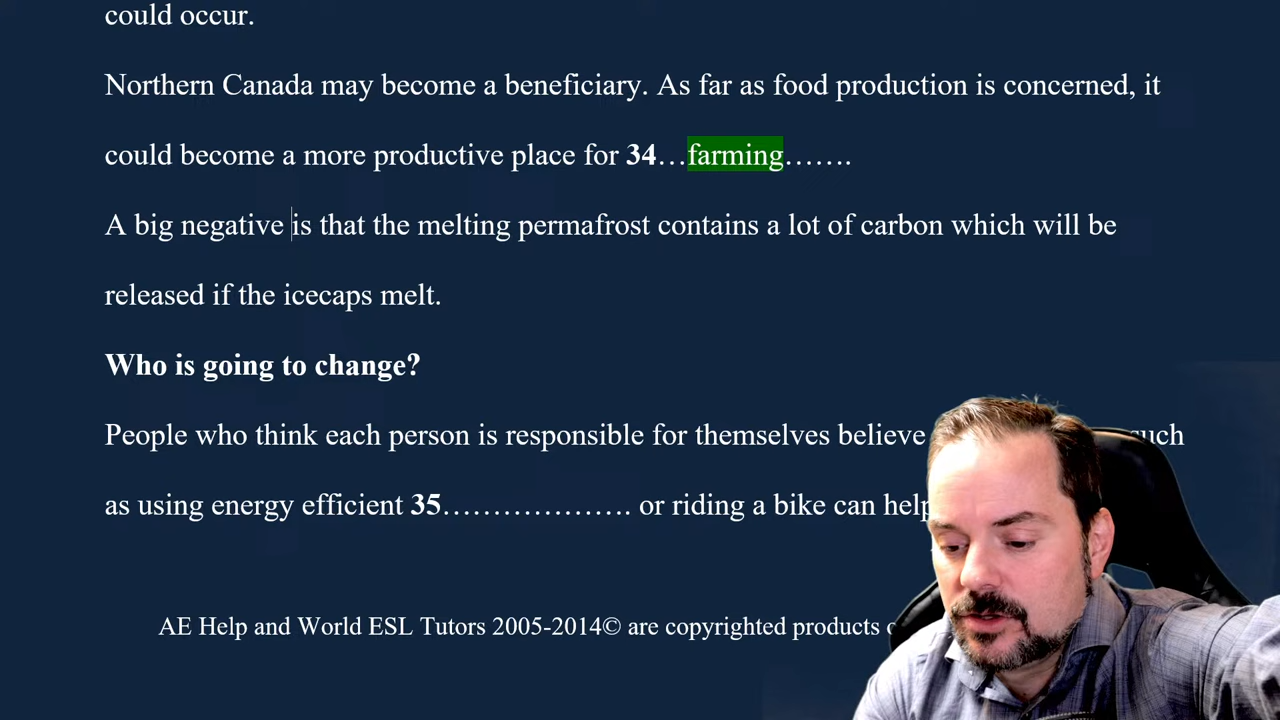 could occur.
Northern Canada may become a beneficiary. As far as food production is concerned, it
could become a more productive place for 34…farming…….
A big negative is that the melting permafrost contains a lot of carbon which will be
released if the icecaps melt.
Who is going to change?
People who think each person is responsible for themselves believe
as using energy efficient 35………………. or riding a bike can help
AE Help and World ESL Tutors 2005-2014© are copyrighted products